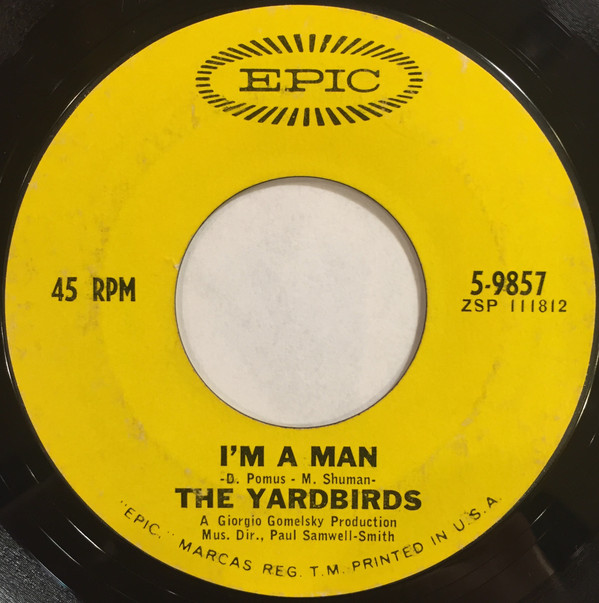 EPIC
45 RPM
5-9857
ZSP 111812
I'M A MAN
-D. Pomus - M. Shuman-
THE YARDBIRDS
A Giorgio Gomelsky Production
Mus. Dir., Paul Samwell-Smith
"EPIC," MARCAS REG. T.M. PRINTED IN U.S.A.